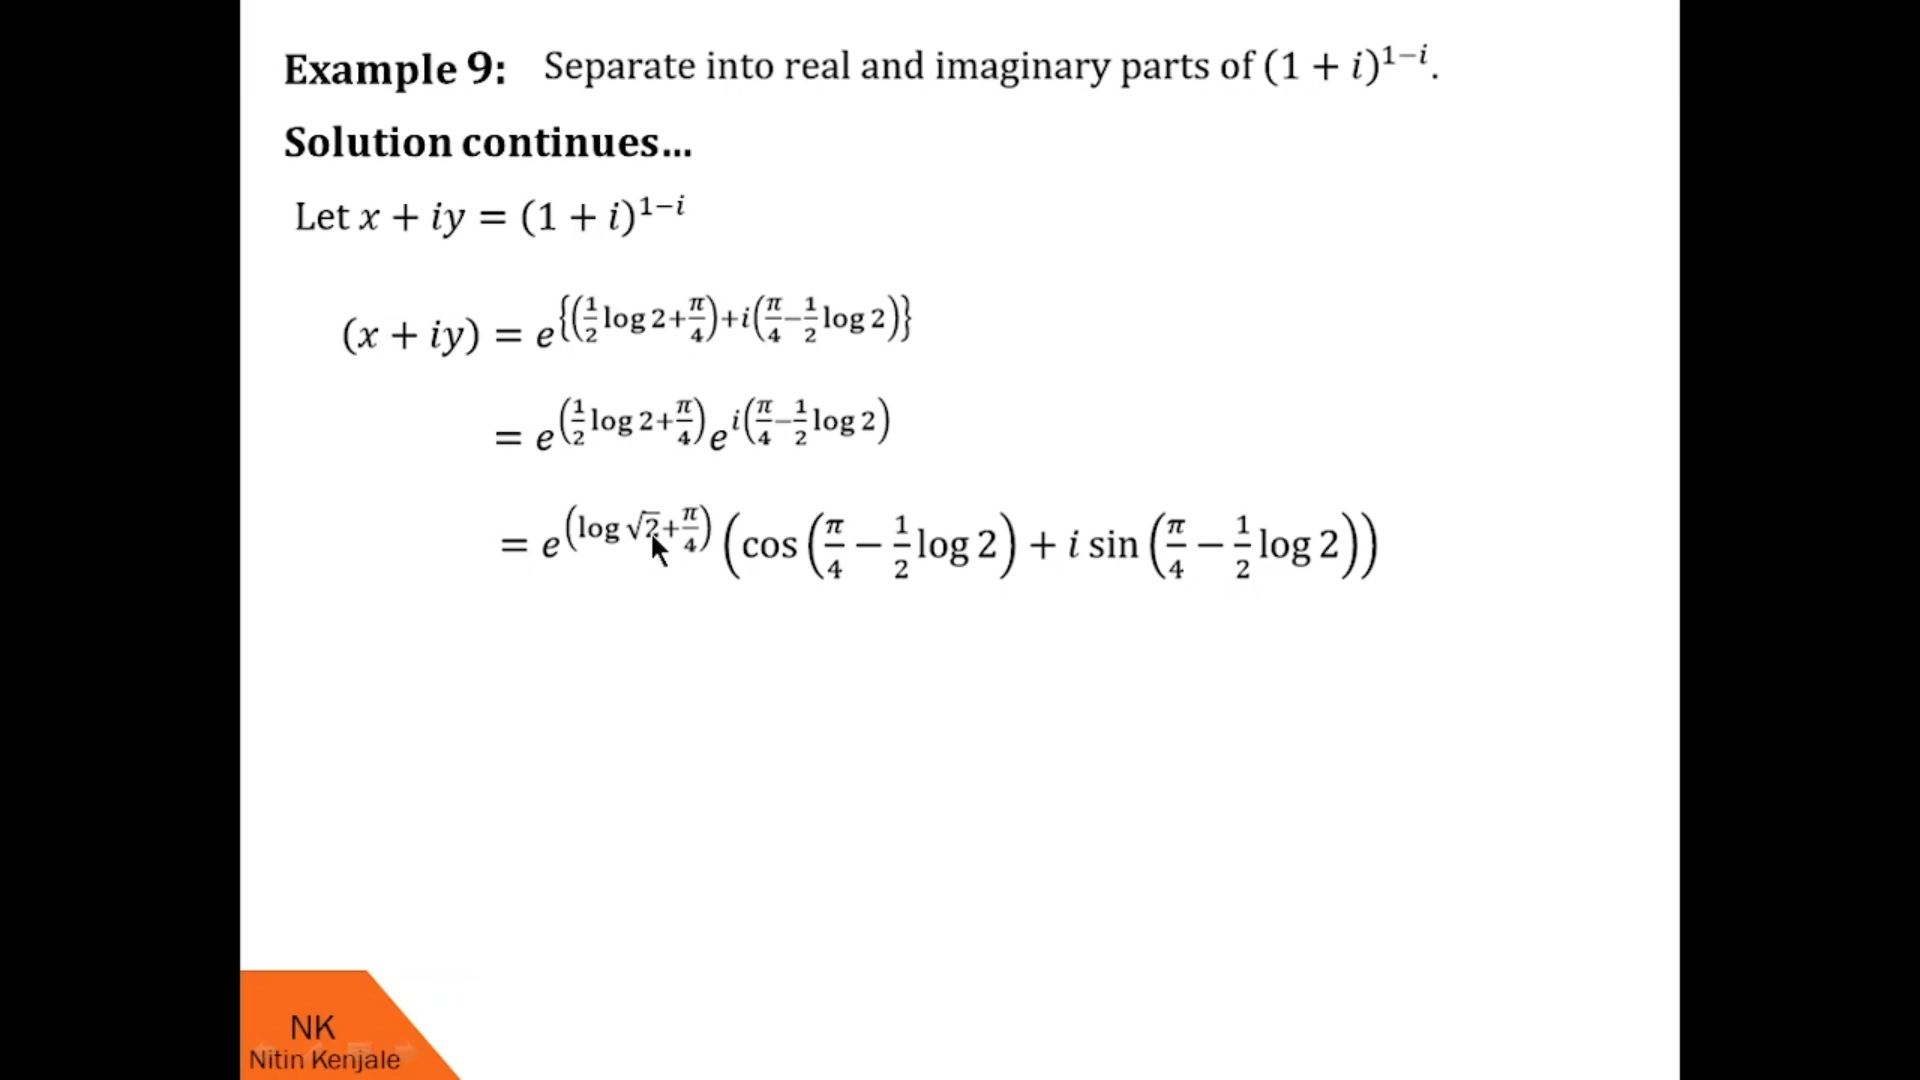 Example 9: Separate into real and imaginary parts of (1 + i)^{1−i}.
Solution continues...
Let x + iy = (1 + i)^{1−i}
(x + iy) = e^{{(1/2 log 2+π/4)+i(π/4−1/2 log 2)}}
= e^{(1/2 log 2+π/4)} e^{i(π/4−1/2 log 2)}
= e^{(log √2+π/4)} (cos (π/4 − 1/2 log 2) + i sin (π/4 − 1/2 log 2))
NK
Nitin Kenjale